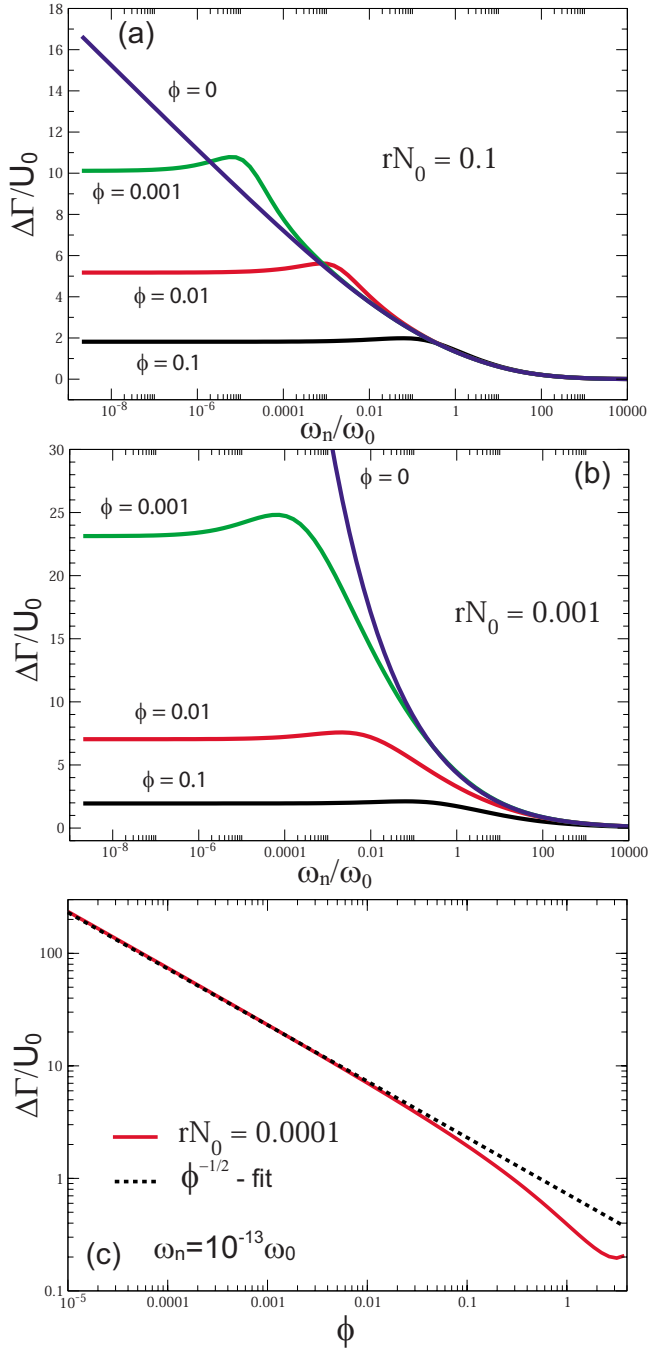 18
(a)
16
ϕ = 0
14
12
rN₀ = 0.1
10
ΔΓ/U₀
ϕ = 0.001
8
6
ϕ = 0.01
4
2
ϕ = 0.1
0
10⁻⁸ 10⁻⁶ 0.0001 0.01 1 100 10000
ωₙ/ω₀
30
(b)
ϕ = 0
25
ϕ = 0.001
20
rN₀ = 0.001
ΔΓ/U₀
15
10
ϕ = 0.01
5
ϕ = 0.1
0
10⁻⁸ 10⁻⁶ 0.0001 0.01 1 100 10000
ωₙ/ω₀
100
ΔΓ/U₀
10
rN₀ = 0.0001
ϕ⁻¹/² - fit
1
(c) ωₙ=10⁻¹³ω₀
0.1
10⁻⁵ 0.0001 0.001 0.01 0.1 1
ϕ